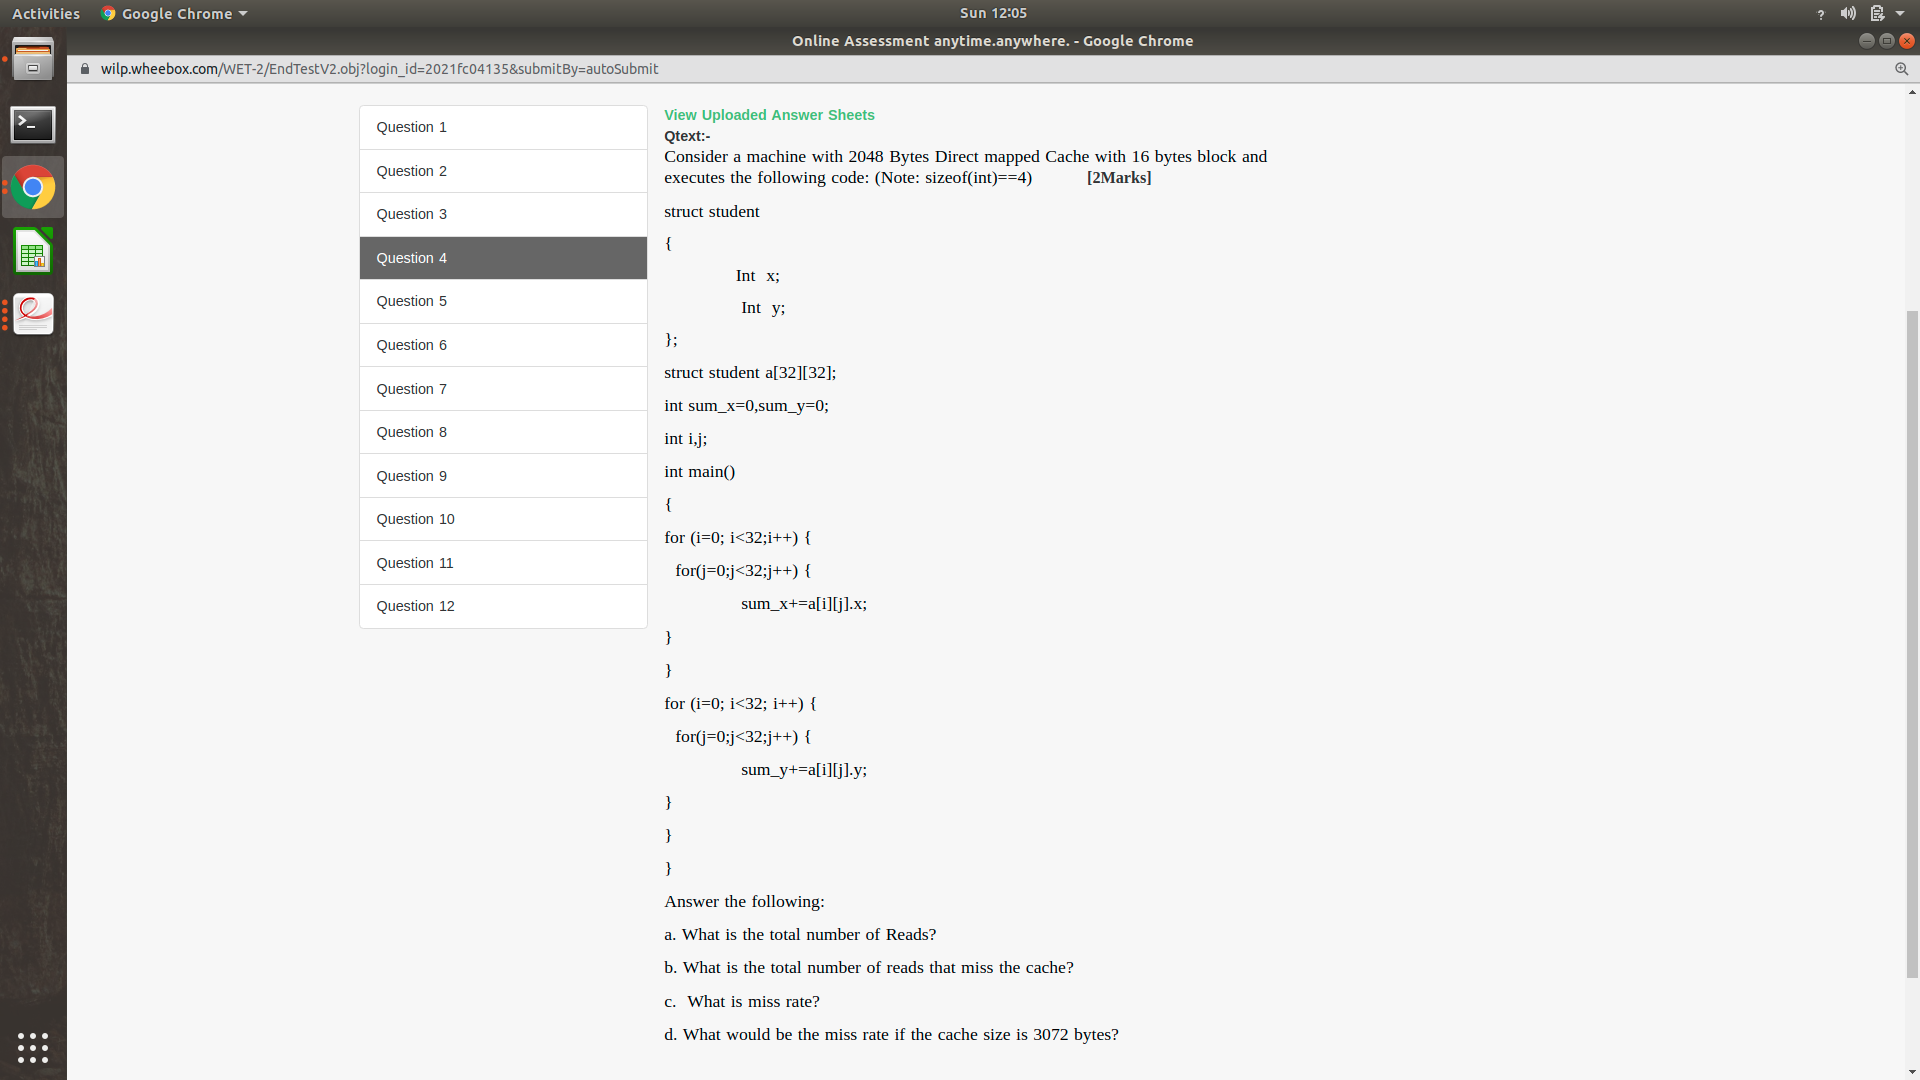 Activities Google Chrome Sun 12:05 ?
Online Assessment anytime.anywhere. - Google Chrome
wilp.wheebox.com/WET-2/EndTestV2.obj?login_id=2021fc04135&submitBy=autoSubmit
Question 1
Question 2
Question 3
Question 4
Question 5
Question 6
Question 7
Question 8
Question 9
Question 10
Question 11
Question 12
View Uploaded Answer Sheets
Qtext:-
Consider a machine with 2048 Bytes Direct mapped Cache with 16 bytes block and
executes the following code: (Note: sizeof(int)==4) [2Marks]
struct student
{
Int x;
Int y;
};
struct student a[32][32];
int sum_x=0,sum_y=0;
int i,j;
int main()
{
for (i=0; i<32;i++) {
for(j=0;j<32;j++) {
sum_x+=a[i][j].x;
}
}
for (i=0; i<32; i++) {
for(j=0;j<32;j++) {
sum_y+=a[i][j].y;
}
}
}
Answer the following:
a. What is the total number of Reads?
b. What is the total number of reads that miss the cache?
c. What is miss rate?
d. What would be the miss rate if the cache size is 3072 bytes?